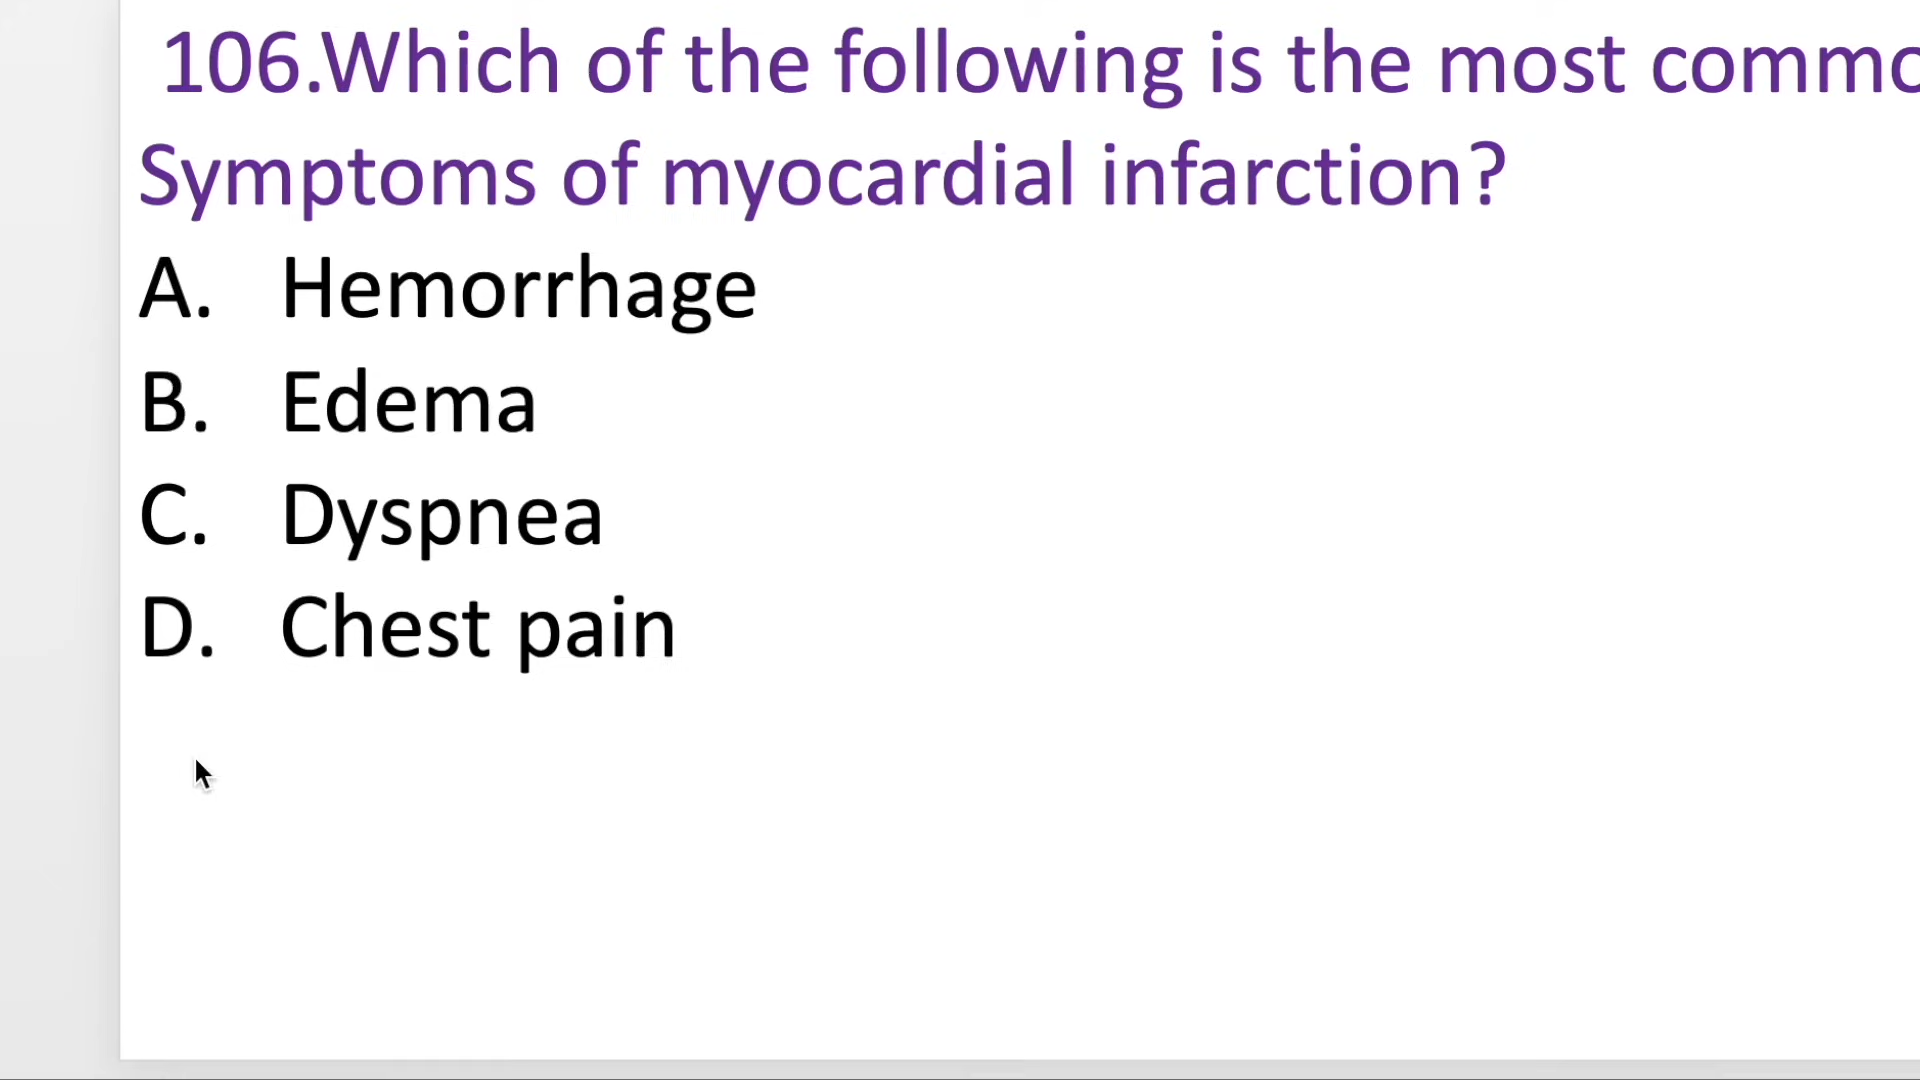 106.Which of the following is the most commo
Symptoms of myocardial infarction?
A. Hemorrhage
B. Edema
C. Dyspnea
D. Chest pain